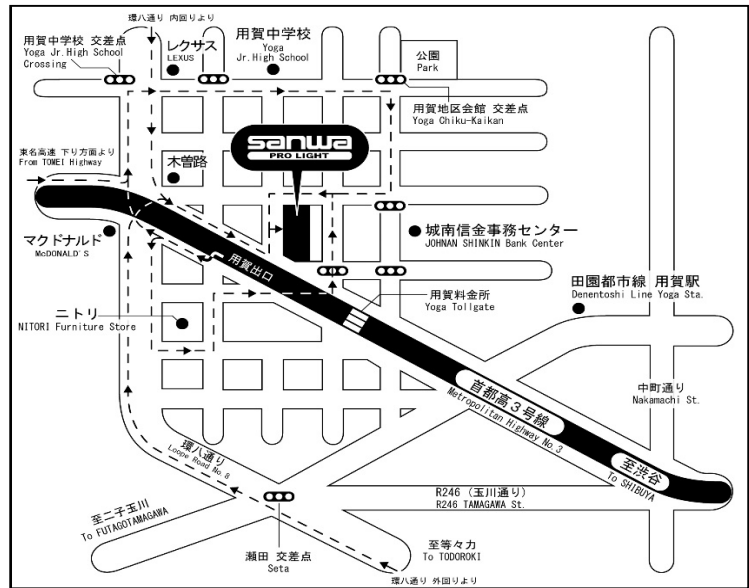 環八通り 内回りより
用賀中学校 交差点
Yoga Jr.High School
Crossing
レクサス
LEXUS
用賀中学校
Yoga
Jr.High School
公園
Park
用賀地区会館 交差点
Yoga Chiku-Kaikan
東名高速 下り方面より
From TOMEI Highway
木曽路
sanwa
PRO LIGHT
マクドナルド
McDONALD'S
用賀出口
城南信金事務センター
JOHNAN SHINKIN Bank Center
田園都市線 用賀駅
Denentoshi Line Yoga Sta.
用賀料金所
Yoga Tollgate
ニトリ
NITORI Furniture Store
首都高3号線
Metropolitan Highway No.3
中町通り
Nakamachi St.
至渋谷
To SHIBUYA
環八通り
Loope Road No.8
R246 (玉川通り)
R246 TAMAGAWA St.
至二子玉川
To FUTAGOTAMAGAWA
瀬田 交差点
Seta
至等々力
To TODOROKI
環八通り 外回りより